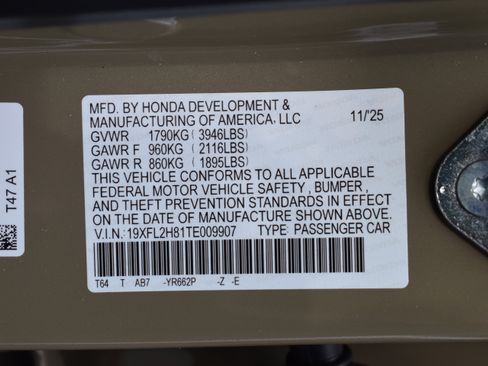 MFD. BY HONDA DEVELOPMENT &
MANUFACTURING OF AMERICA, LLC 11/'25
GVWR 1790KG (3946LBS)
GAWR F 960KG (2116LBS)
GAWR R 860KG (1895LBS)
THIS VEHICLE CONFORMS TO ALL APPLICABLE
FEDERAL MOTOR VEHICLE SAFETY, BUMPER,
AND THEFT PREVENTION STANDARDS IN EFFECT
ON THE DATE OF MANUFACTURE SHOWN ABOVE.
V.I.N.: 19XFL2H81TE009907 TYPE: PASSENGER CAR
T64 T AB7 -YR662P -Z -E
T47 A1